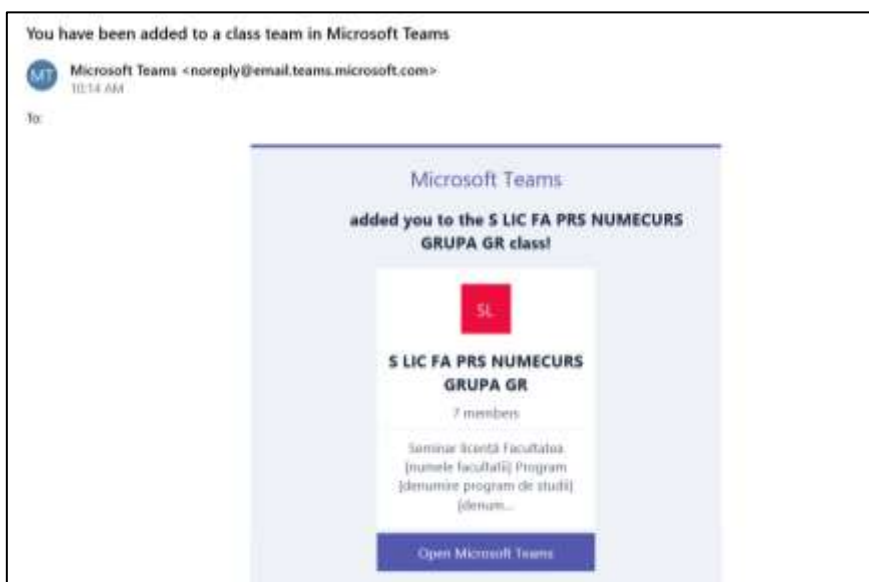 You have been added to a class team in Microsoft Teams
MT
Microsoft Teams <noreply@email.teams.microsoft.com>
10:14 AM
To:
Microsoft Teams
added you to the S LIC FA PRS NUMECURS
GRUPA GR class!
SL
S LIC FA PRS NUMECURS
GRUPA GR
7 members
Seminar licență Facultatea
[numele facultatii] Program
[denumire program de studii]
[denum...
Open Microsoft Teams